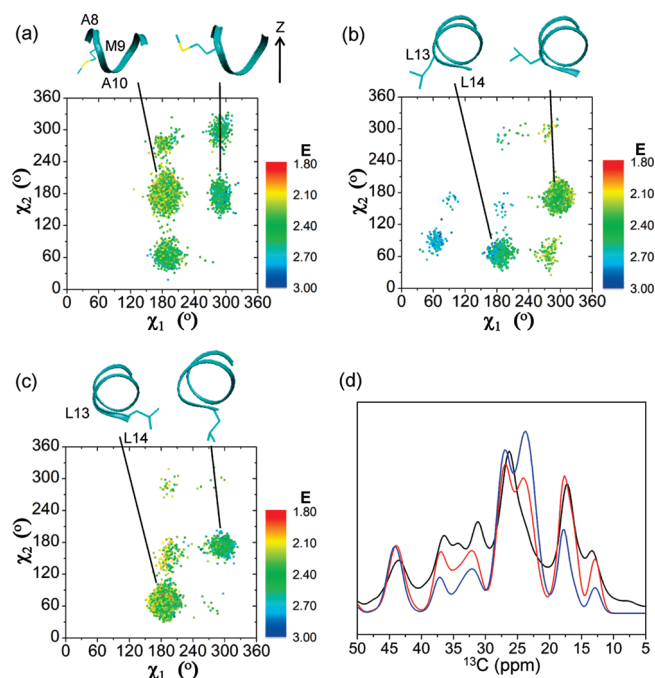 (a)
A8
M9
A10
Z
360
300
240
180
120
60
0
χ2 (o)
0 60 120 180 240 300 360
χ1 (o)
E
1.80
2.10
2.40
2.70
3.00
(b)
L13
L14
360
300
240
180
120
60
0
χ2 (o)
0 60 120 180 240 300 360
χ1 (o)
E
1.80
2.10
2.40
2.70
3.00
(c)
L13
L14
360
300
240
180
120
60
0
χ2 (o)
0 60 120 180 240 300 360
χ1 (o)
E
1.80
2.10
2.40
2.70
3.00
(d)
50 45 40 35 30 25 20 15 10 5
13C (ppm)